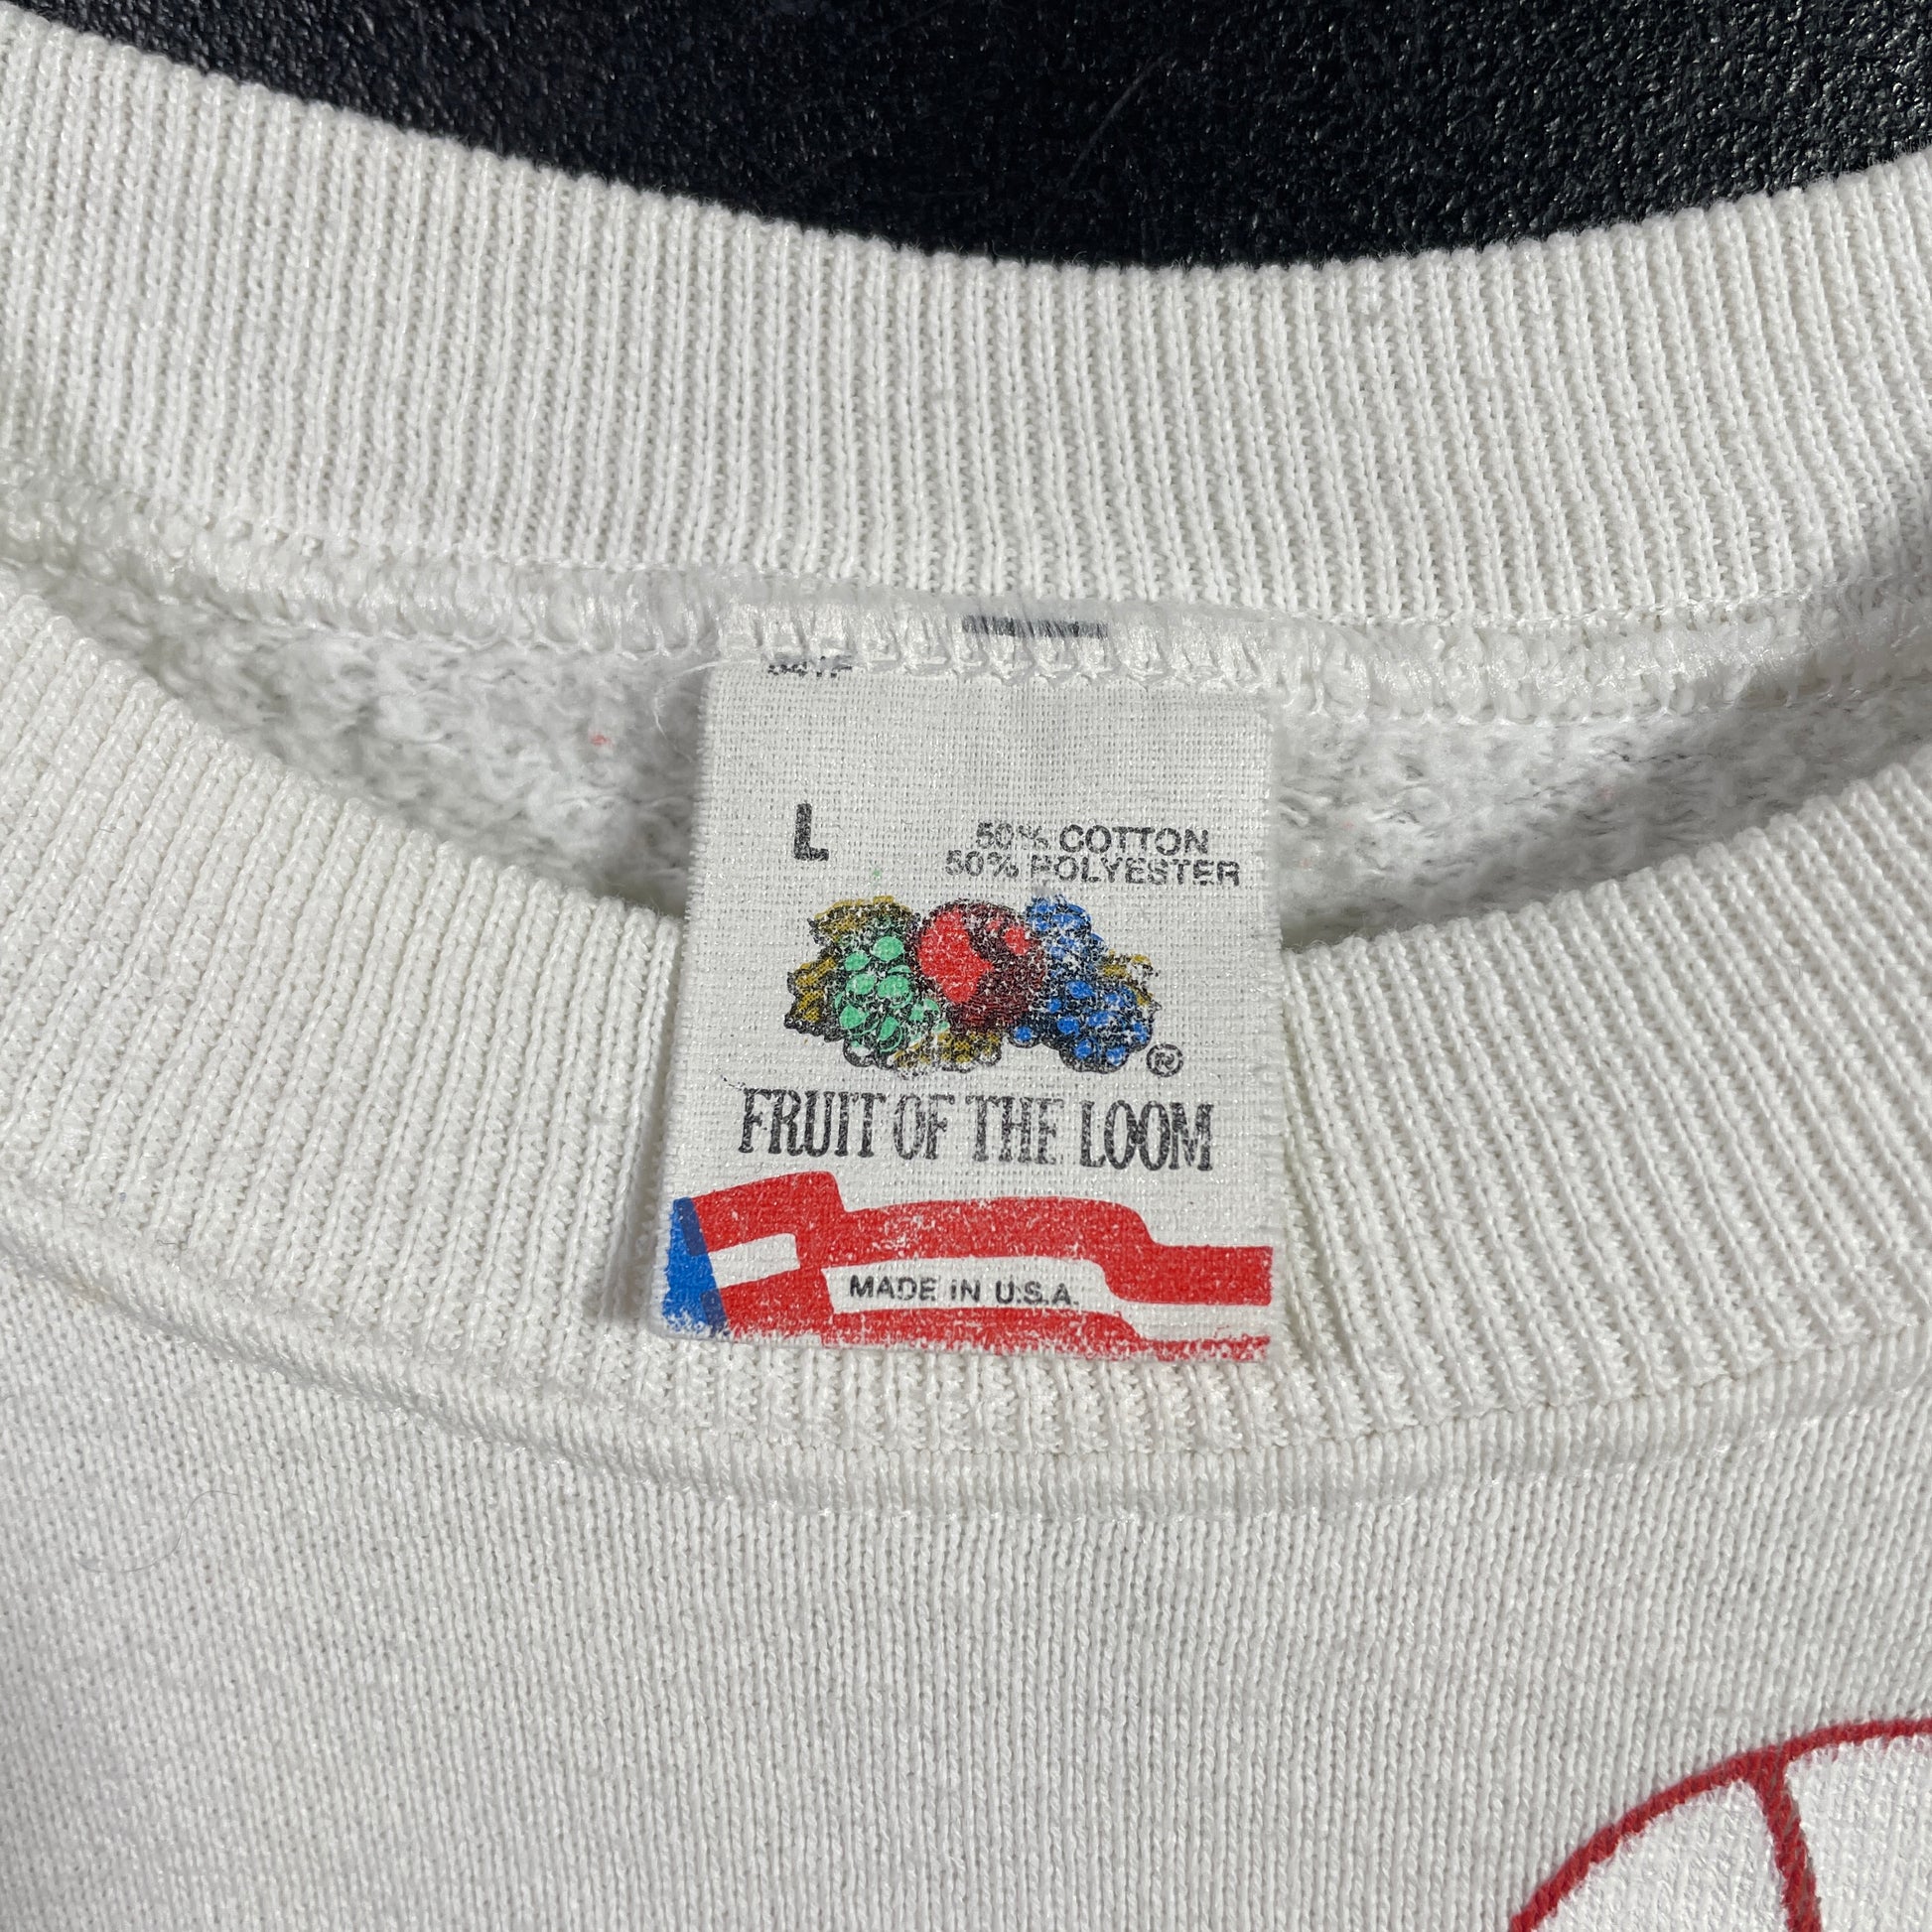 L
50% COTTON
50% POLYESTER
®
FRUIT OF THE LOOM
MADE IN U.S.A.